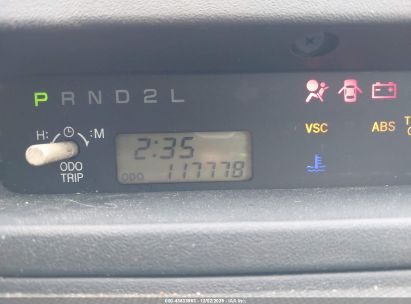 P R N D 2 L
H: :M
ODO
TRIP
2:35
ODO 117778
VSC
ABS